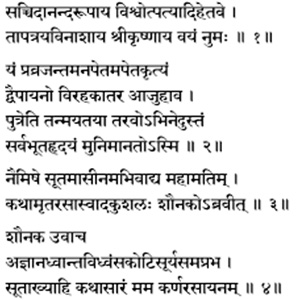 सच्चिदानन्दरूपाय विश्वोत्पत्यादिहेतवे ।
तापत्रयविनाशाय श्रीकृष्णाय वयं नुमः ॥ १॥
यं प्रव्रजन्तमनपेतमपेतकृत्यं
द्वैपायनो विरहकातर आजुहाव ।
पुत्रेति तन्मयतया तरवोऽभिनेदुस्तं
सर्वभूतहृदयं मुनिमानतोऽस्मि ॥ २॥
नैमिषे सूतमासीनमभिवाद्य महामतिम् ।
कथामृतरसास्वादकुशलः शौनकोऽब्रवीत् ॥ ३॥
शौनक उवाच
अज्ञानध्वान्तविध्वंसकोटिसूर्यसमप्रभ ।
सूताख्याहि कथासारं मम कर्णरसायनम् ॥ ४॥